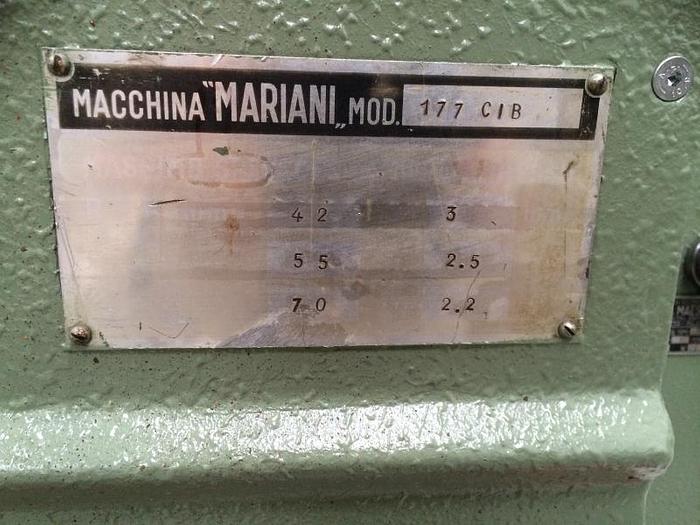 MACCHINA "MARIANI„ MOD. 177 CIB
42 3
55 2.5
70 2.2